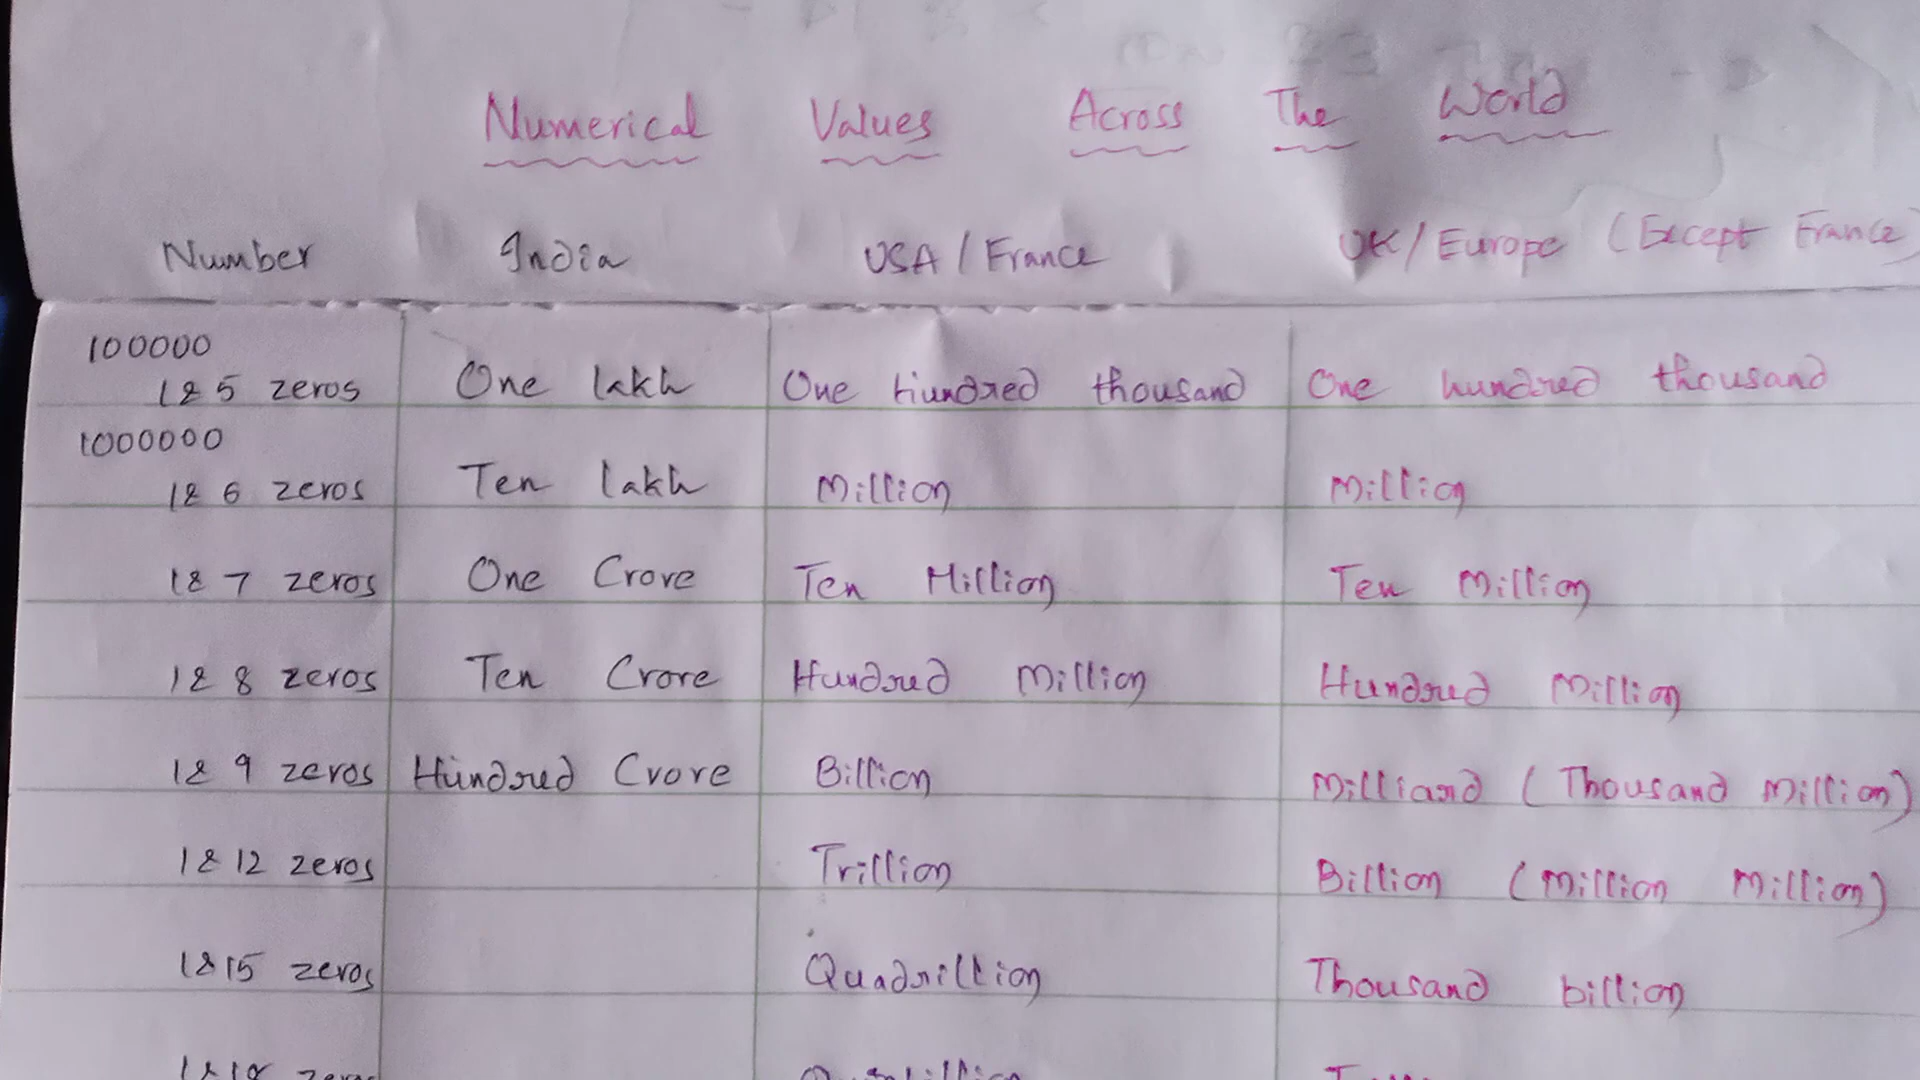 Numerical Values Across The World
Number India USA / France UK / Europe (Except France)
100000
1 & 5 zeros One lakh One hundred thousand One hundred thousand
1000000
1 & 6 zeros Ten lakh Million Million
1 & 7 zeros One Crore Ten Million Ten Million
1 & 8 zeros Ten Crore Hundred Million Hundred Million
1 & 9 zeros Hundred Crore Billion Milliard (Thousand Million)
1 & 12 zeros Trillion Billion (Million Million)
1 & 15 zeros Quadrillion Thousand billion